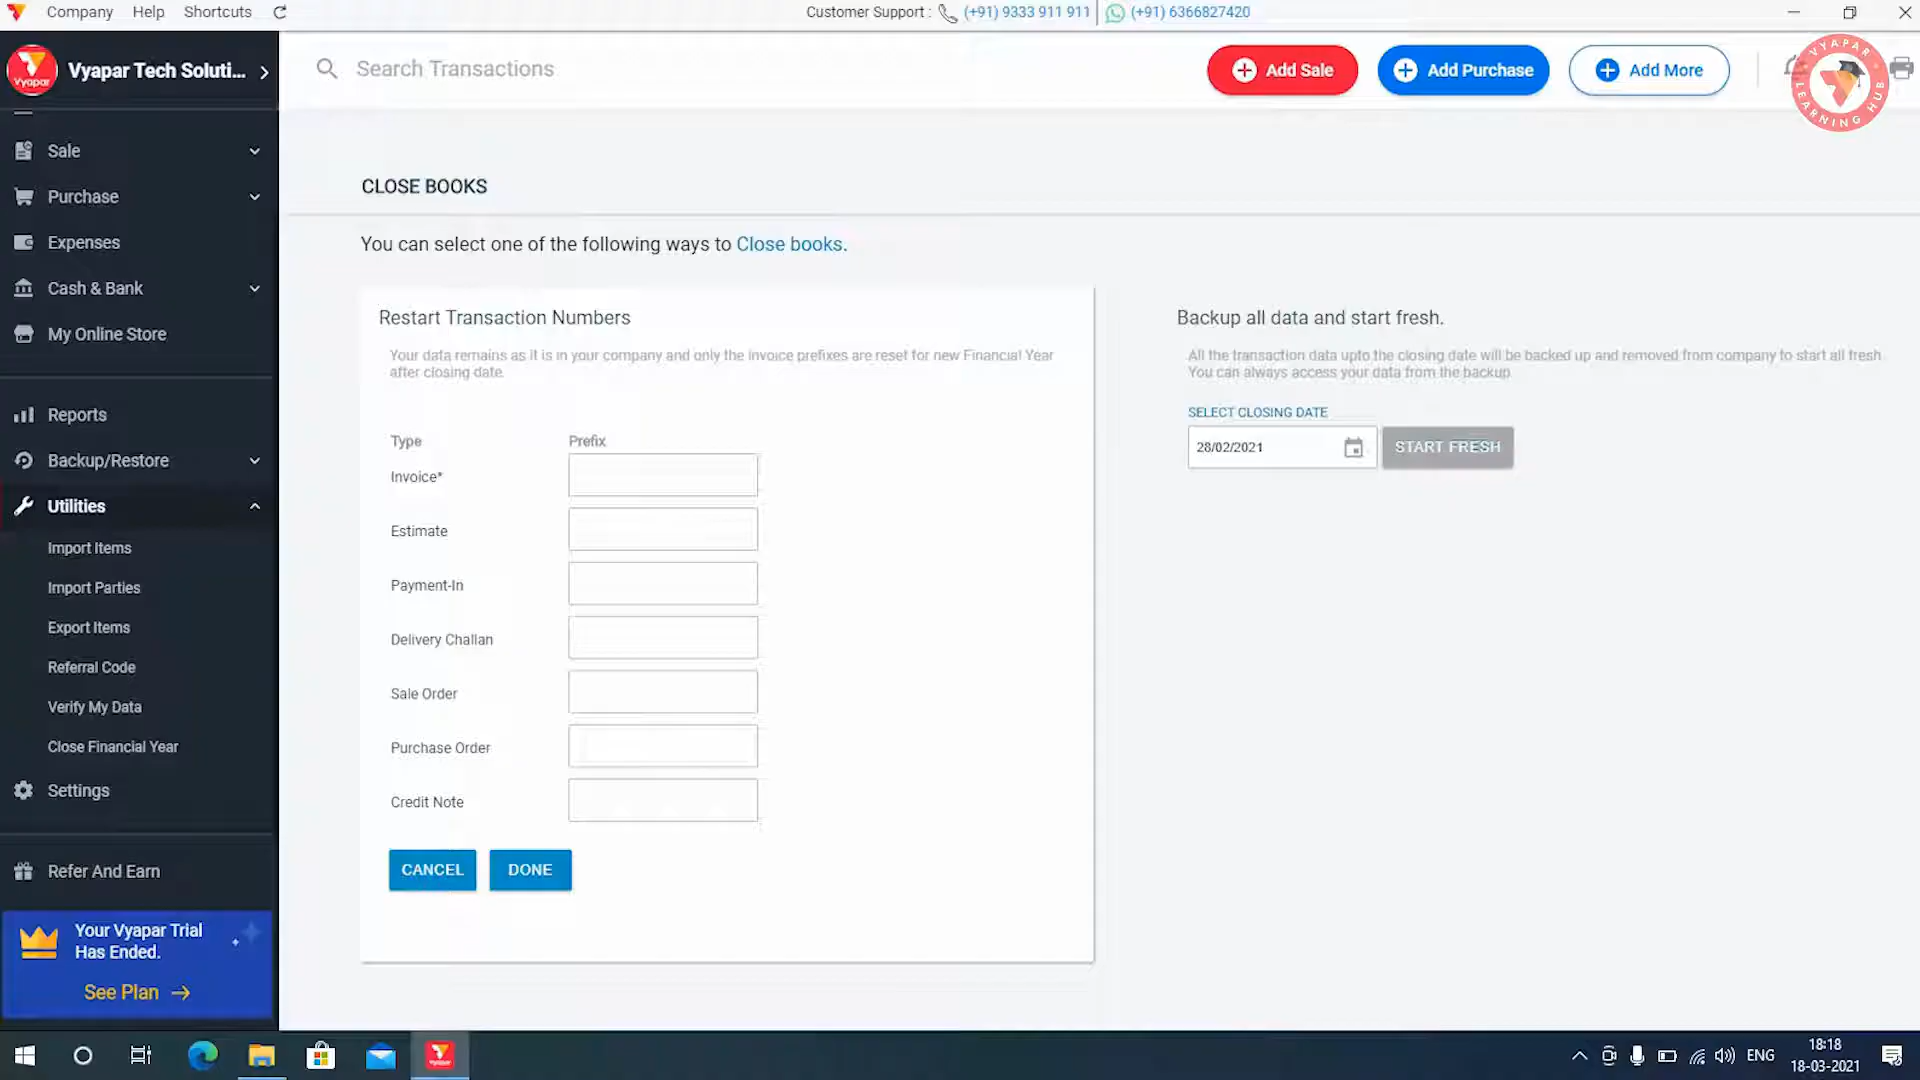 Company Help Shortcuts
Customer Support : (+91) 9333 911 911 (+91) 6366827420
Vyapar
Vyapar Tech Soluti...
Search Transactions
Add Sale
Add Purchase
Add More
VYAPAR
LEARNING HUB
Sale
Purchase
Expenses
Cash & Bank
My Online Store
Reports
Backup/Restore
Utilities
Import Items
Import Parties
Export Items
Referral Code
Verify My Data
Close Financial Year
Settings
Refer And Earn
Your Vyapar Trial
Has Ended.
See Plan
CLOSE BOOKS
You can select one of the following ways to Close books.
Restart Transaction Numbers
Your data remains as it is in your company and only the invoice prefixes are reset for new Financial Year
after closing date.
Type Prefix
Invoice*
Estimate
Payment-In
Delivery Challan
Sale Order
Purchase Order
Credit Note
CANCEL DONE
Backup all data and start fresh.
All the transaction data upto the closing date will be backed up and removed from company to start all fresh
You can always access your data from the backup
SELECT CLOSING DATE
28/02/2021
START FRESH
Vyapar
ENG
18:18
18-03-2021